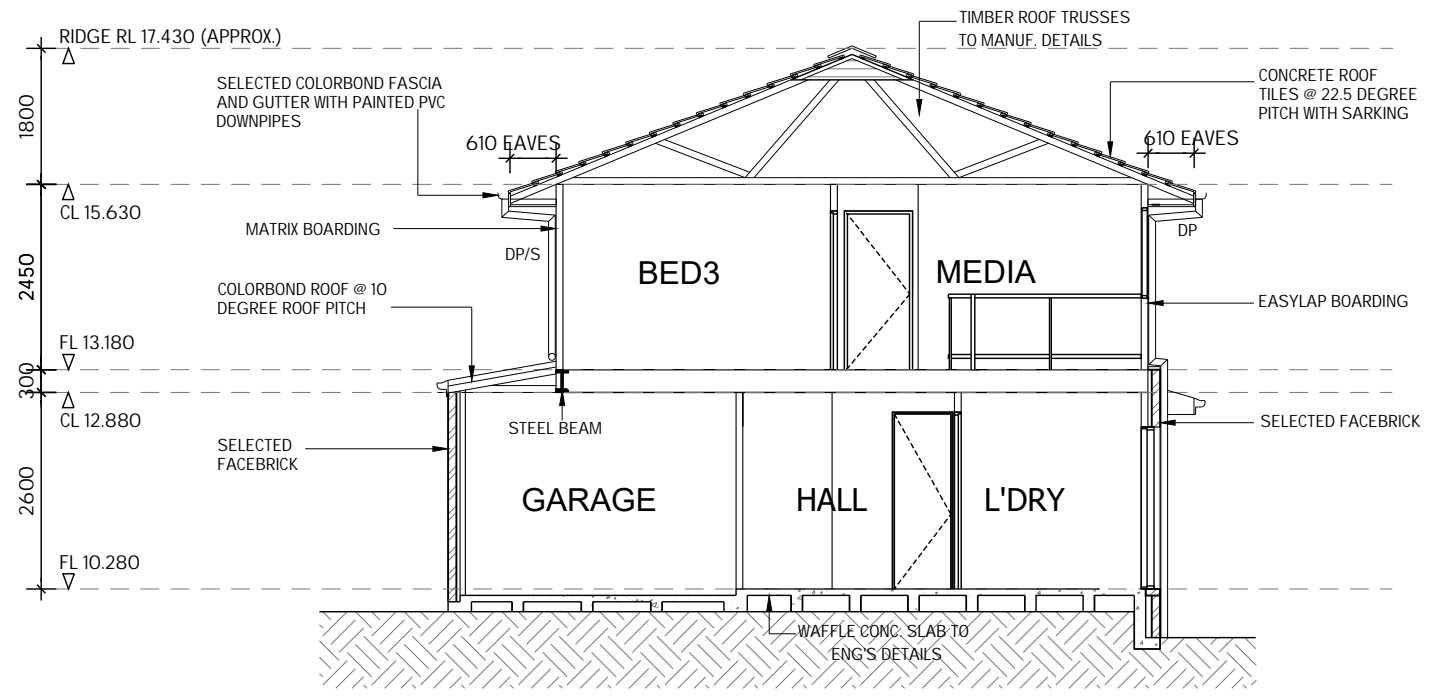 RIDGE RL 17.430 (APPROX.)
TIMBER ROOF TRUSSES
TO MANUF. DETAILS
SELECTED COLORBOND FASCIA
AND GUTTER WITH PAINTED PVC
DOWNPIPES
CONCRETE ROOF
TILES @ 22.5 DEGREE
PITCH WITH SARKING
1800
610 EAVES
610 EAVES
CL 15.630
MATRIX BOARDING
DP/S
DP
2450
BED3
MEDIA
COLORBOND ROOF @ 10
DEGREE ROOF PITCH
EASYLAP BOARDING
FL 13.180
300
CL 12.880
STEEL BEAM
SELECTED FACEBRICK
SELECTED
FACEBRICK
2600
GARAGE
HALL
L'DRY
FL 10.280
WAFFLE CONC. SLAB TO
ENG'S DETAILS